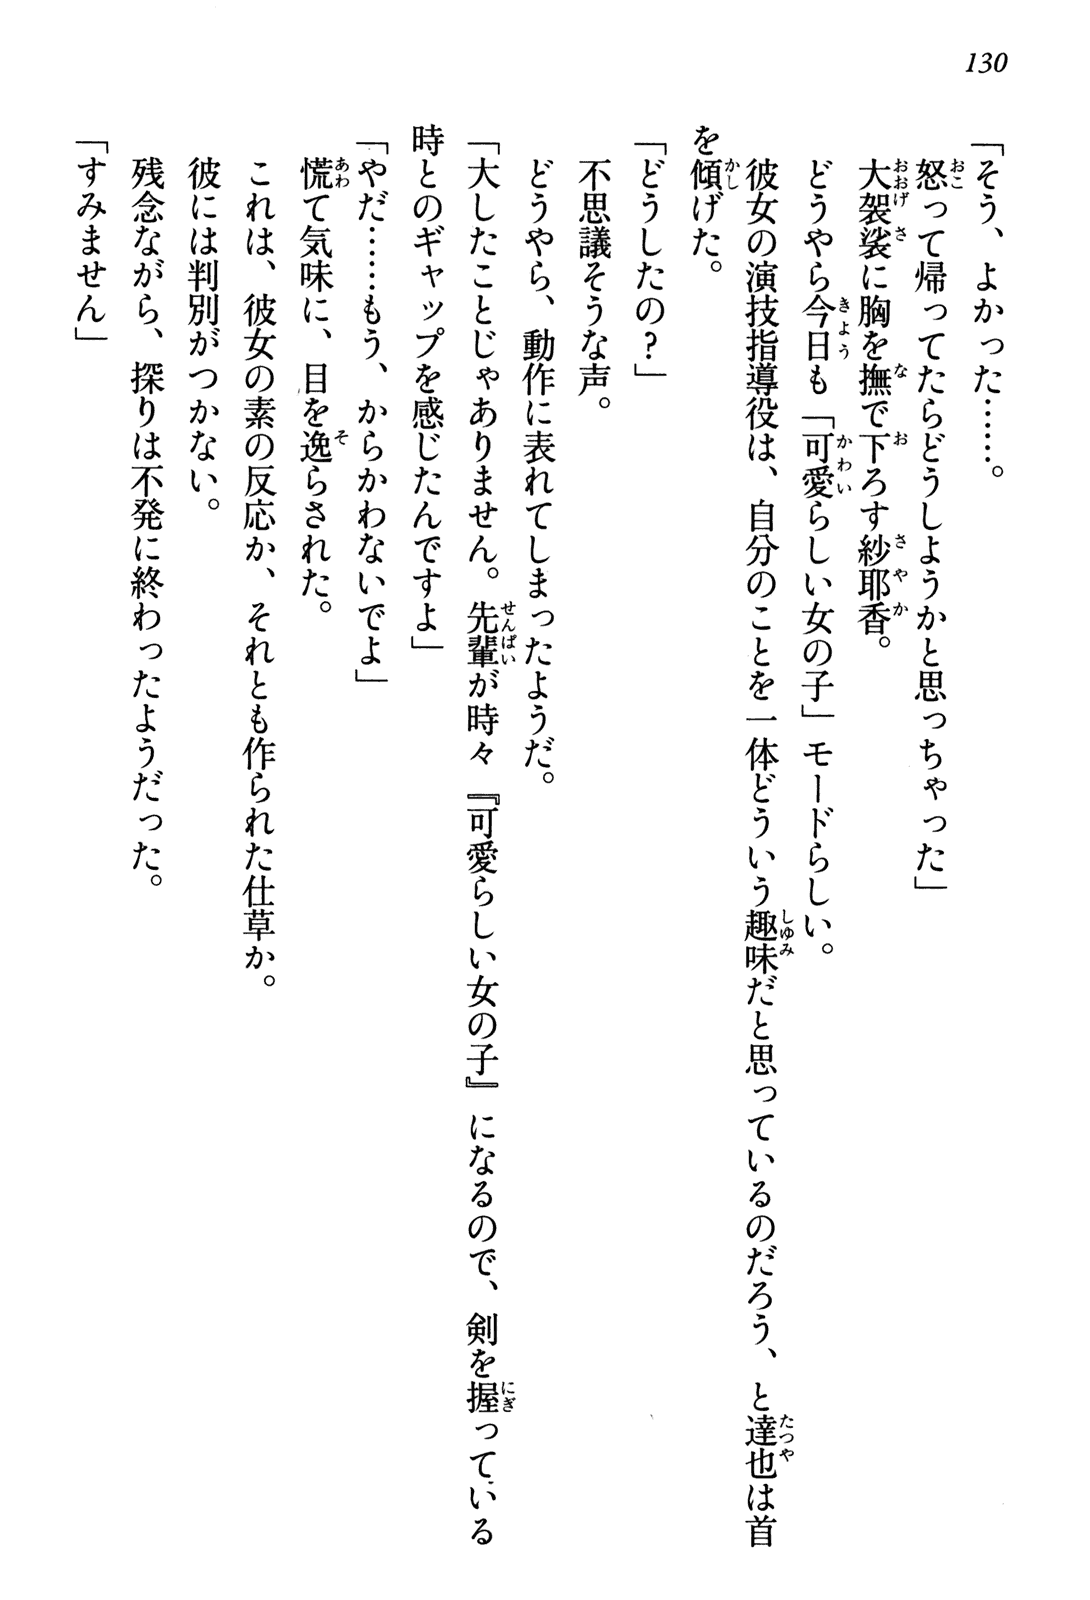 130
「そう、よかった……。
怒って帰ってたらどうしようかと思っちゃった」
大袈裟に胸を撫で下ろす紗耶香。
どうやら今日も「可愛らしい女の子」モードらしい。
彼女の演技指導役は、自分のことを一体どういう趣味だと思っているのだろう、と達也は首
を傾げた。
「どうしたの？」
不思議そうな声。
どうやら、動作に表れてしまったようだ。
「大したことじゃありません。先輩が時々『可愛らしい女の子』になるので、剣を握っている
時とのギャップを感じたんですよ」
「やだ……もう、からかわないでよ」
慌て気味に、目を逸らされた。
これは、彼女の素の反応か、それとも作られた仕草か。
彼には判別がつかない。
残念ながら、探りは不発に終わったようだった。
「すみません」